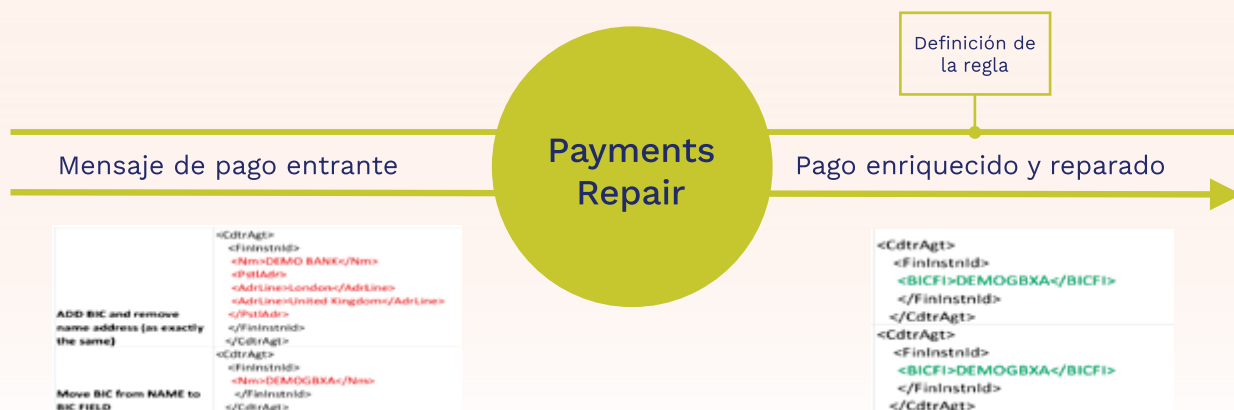 Definición de
la regla
Mensaje de pago entrante
Payments
Repair
Pago enriquecido y reparado
ADD BIC and remove
name address (as exactly
the same)
<CdtrAgt>
<FinInstnId>
<Nm>DEMO BANK</Nm>
<PstlAdr>
<AdrLine>London</AdrLine>
<AdrLine>United Kingdom</AdrLine>
</PstlAdr>
</FinInstnId>
</CdtrAgt>
Move BIC from NAME to
BIC FIELD
<CdtrAgt>
<FinInstnId>
<Nm>DEMOGBXA</Nm>
</FinInstnId>
</CdtrAgt>
<CdtrAgt>
<FinInstnId>
<BICFI>DEMOGBXA</BICFI>
</FinInstnId>
</CdtrAgt>
<CdtrAgt>
<FinInstnId>
<BICFI>DEMOGBXA</BICFI>
</FinInstnId>
</CdtrAgt>